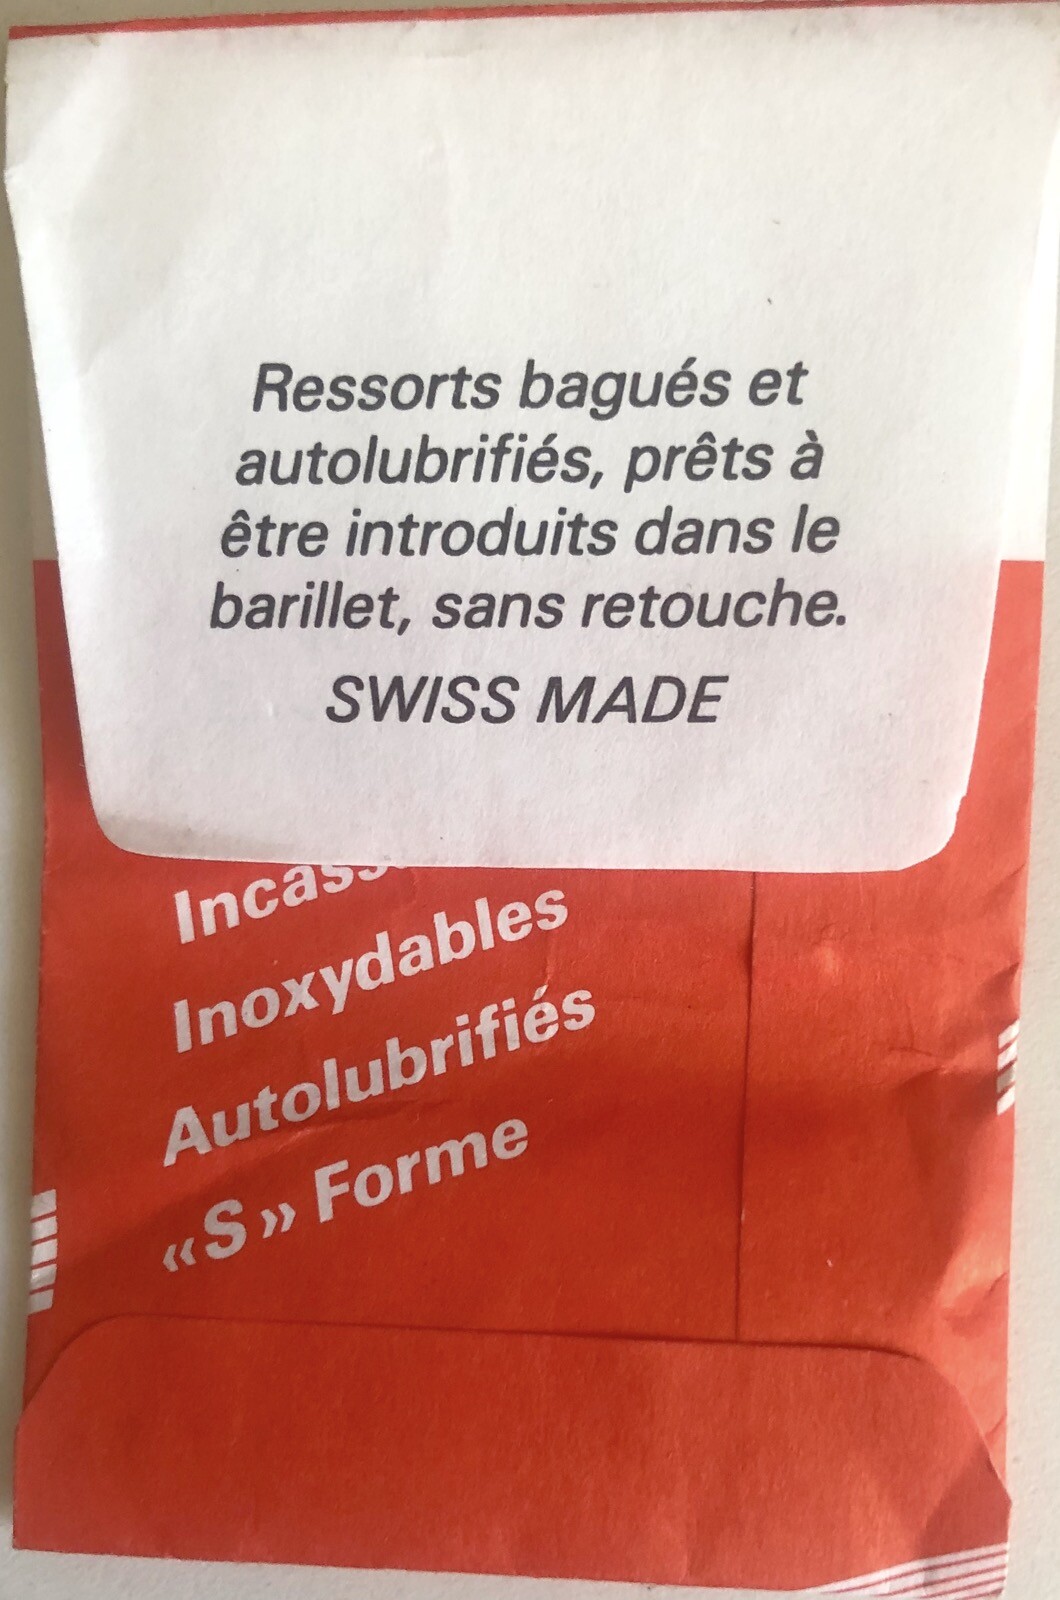 Ressorts bagués et
autolubrifiés, prêts à
être introduits dans le
barillet, sans retouche.
SWISS MADE
Inoxydables
Autolubrifiés
«S» Forme